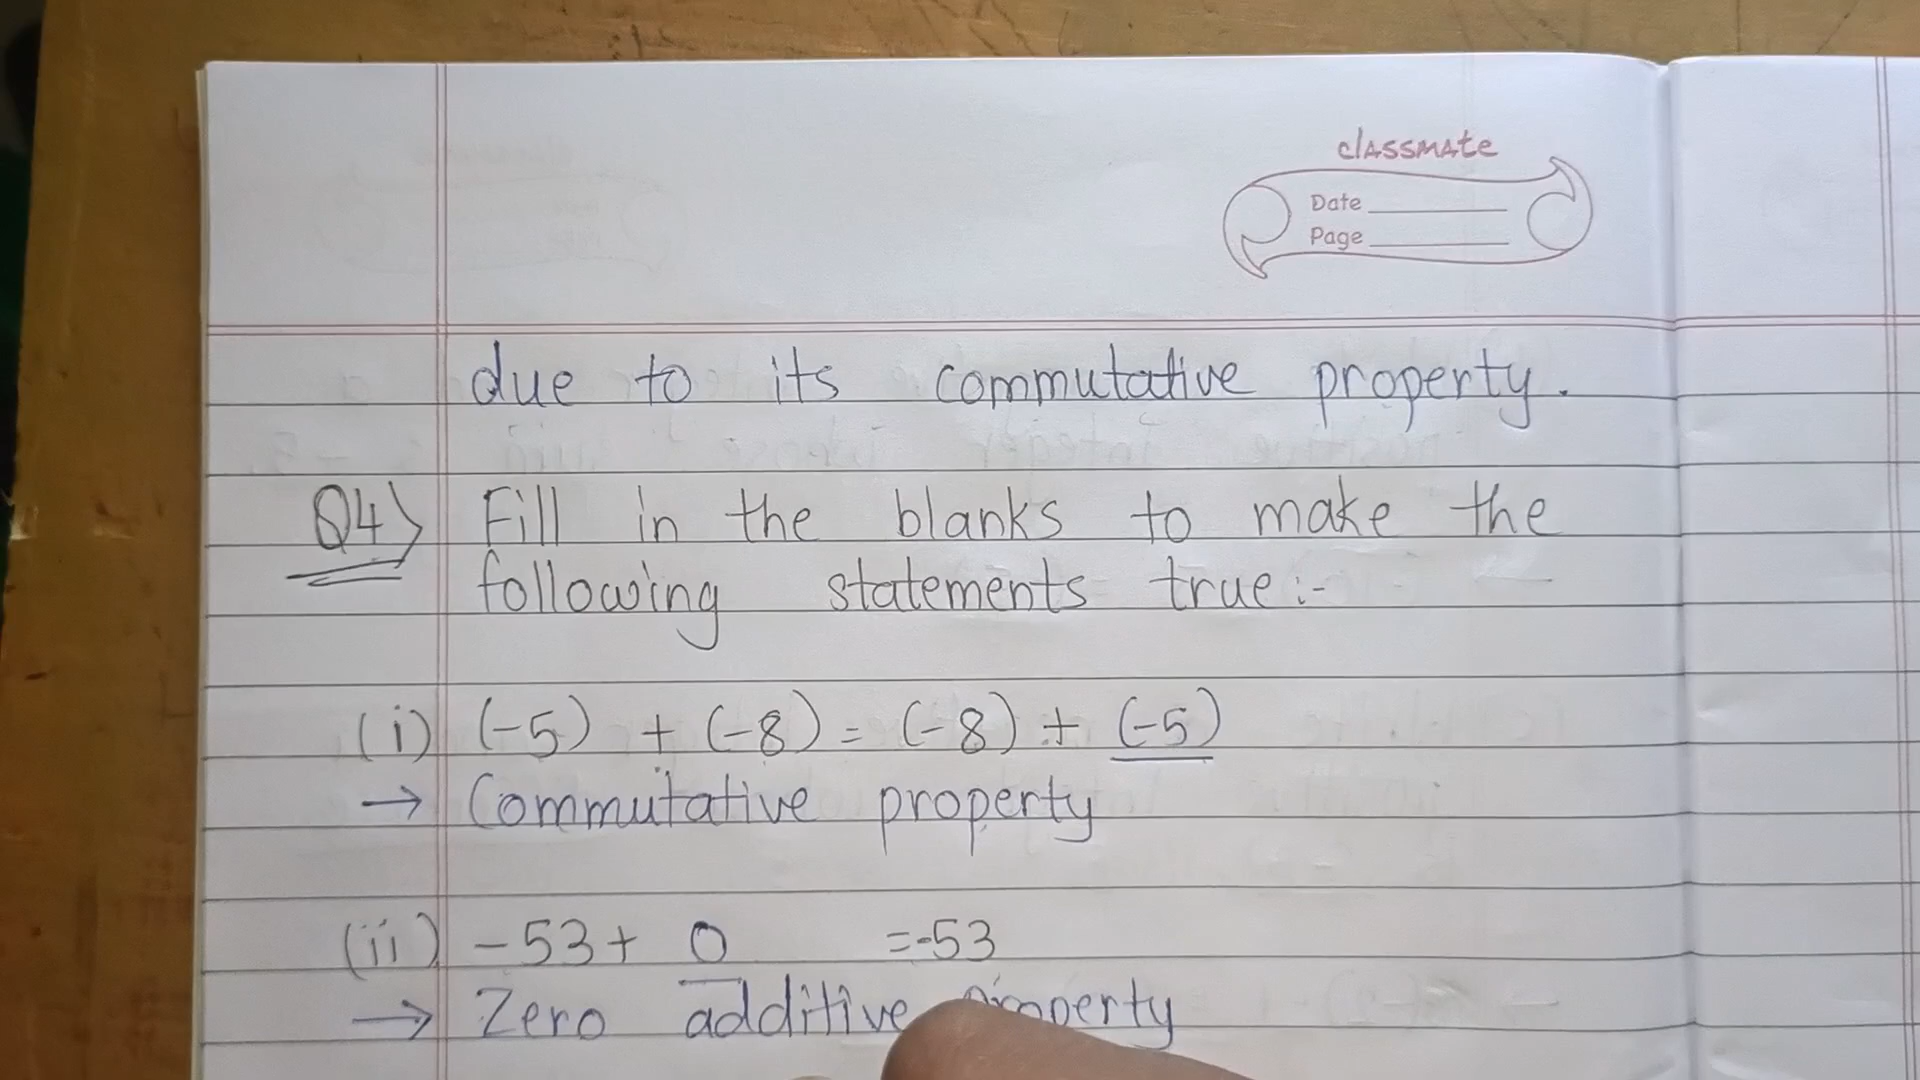 classmate
Date
Page
due to its commutative property.
Q4) Fill in the blanks to make the
following statements true:-
(i) (-5) + (-8) = (-8) + (-5)
→ Commutative property
(ii) -53 + 0 = -53
→ Zero additive property